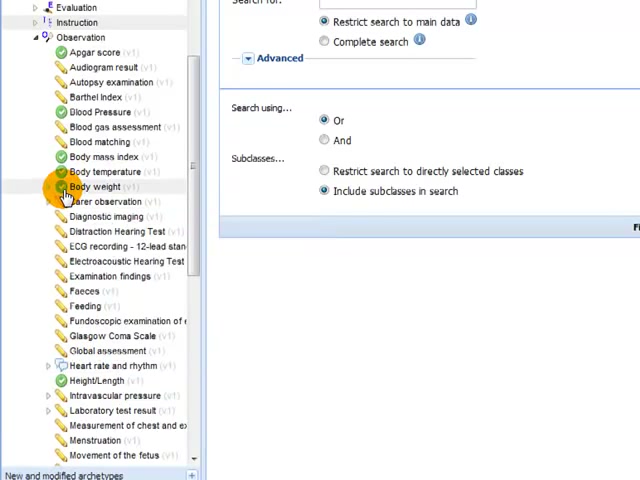 Evaluation
Instruction
Observation
Apgar score (v1)
Audiogram result (v1)
Autopsy examination (v1)
Barthel Index (v1)
Blood Pressure (v1)
Blood gas assessment (v1)
Blood matching (v1)
Body mass index (v1)
Body temperature (v1)
Body weight (v1)
Carer observation (v1)
Diagnostic imaging (v1)
Distraction Hearing Test (v1)
ECG recording - 12-lead stan
Electroacoustic Hearing Test
Examination findings (v1)
Faeces (v1)
Feeding (v1)
Fundoscopic examination of e
Glasgow Coma Scale (v1)
Global assessment (v1)
Heart rate and rhythm (v1)
Height/Length (v1)
Intravascular pressure (v1)
Laboratory test result (v1)
Measurement of chest and ex
Menstruation (v1)
Movement of the fetus (v1)
New and modified archetypes
Search for:
Restrict search to main data
Complete search
Advanced
Search using...
Or
And
Subclasses:
Restrict search to directly selected classes
Include subclasses in search
Fi